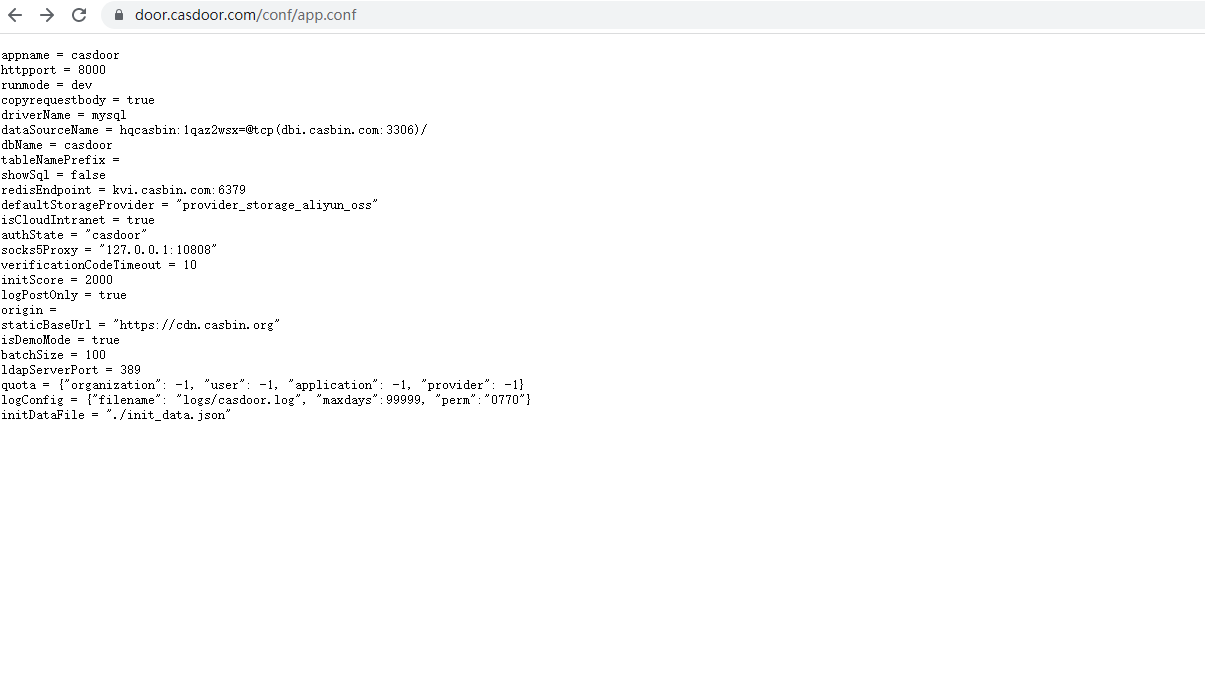 door.casdoor.com/conf/app.conf
appname = casdoor
httpport = 8000
runmode = dev
copyrequestbody = true
driverName = mysql
dataSourceName = hqcasbin:1qaz2wsx=@tcp(dbi.casbin.com:3306)/
dbName = casdoor
tableNamePrefix =
showSql = false
redisEndpoint = kvi.casbin.com:6379
defaultStorageProvider = "provider_storage_aliyun_oss"
isCloudIntranet = true
authState = "casdoor"
socks5Proxy = "127.0.0.1:10808"
verificationCodeTimeout = 10
initScore = 2000
logPostOnly = true
origin =
staticBaseUrl = "https://cdn.casbin.org"
isDemoMode = true
batchSize = 100
ldapServerPort = 389
quota = {"organization": -1, "user": -1, "application": -1, "provider": -1}
logConfig = {"filename": "logs/casdoor.log", "maxdays":99999, "perm":"0770"}
initDataFile = "./init_data.json"